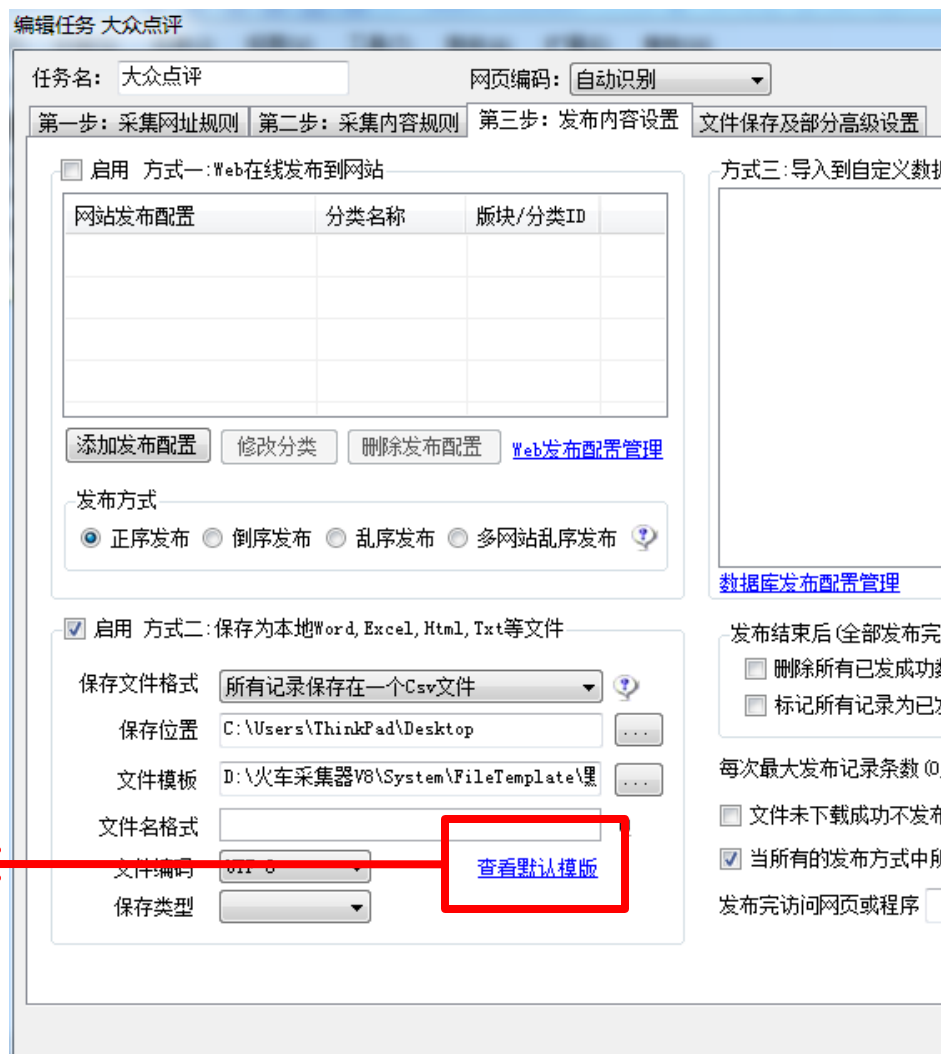 编辑任务 大众点评
任务名： 大众点评 网页编码： 自动识别
第一步：采集网址规则 第二步：采集内容规则 第三步：发布内容设置 文件保存及部分高级设置
启用 方式一:Web在线发布到网站
网站发布配置 分类名称 版块/分类ID
添加发布配置 修改分类 删除发布配置 Web发布配置管理
发布方式
正序发布 倒序发布 乱序发布 多网站乱序发布
启用 方式二:保存为本地Word,Excel,Html,Txt等文件
保存文件格式 所有记录保存在一个Csv文件
保存位置 C:\Users\ThinkPad\Desktop ...
文件模板 D:\火车采集器V8\System\FileTemplate\黑 ...
文件名格式
文件编码 查看默认模版
保存类型
方式三:导入到自定义数据
数据库发布配置管理
发布结束后(全部发布完
删除所有已发成功数
标记所有记录为已发
每次最大发布记录条数(0,
文件未下载成功不发布
当所有的发布方式中所
发布完访问网页或程序